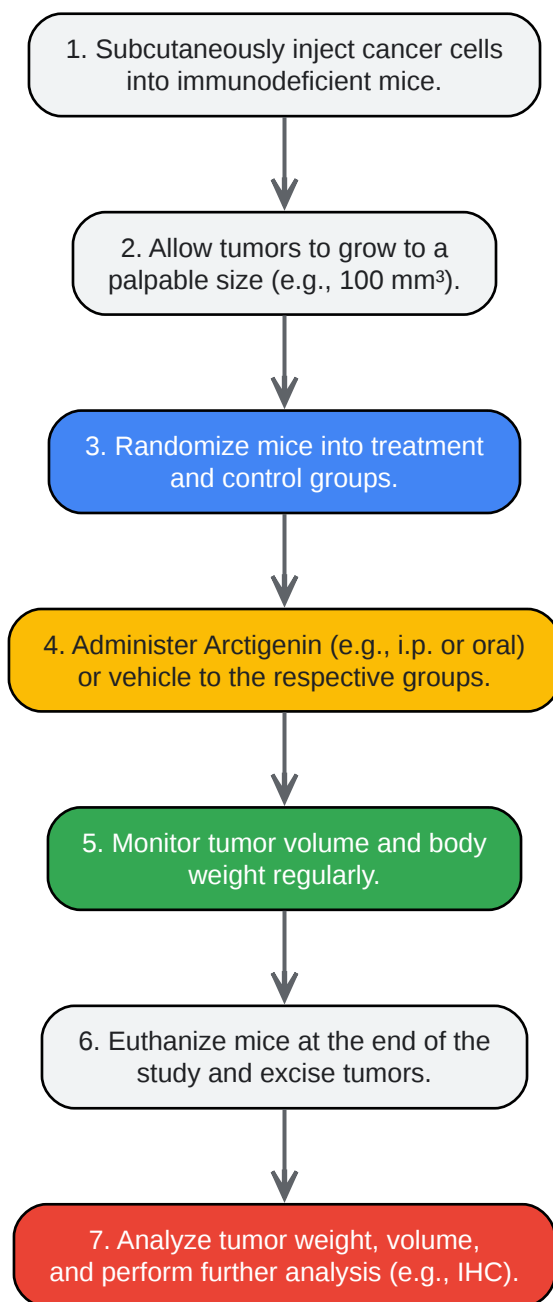 1. Subcutaneously inject cancer cells
into immunodeficient mice.
2. Allow tumors to grow to a
palpable size (e.g., 100 mm³).
3. Randomize mice into treatment
and control groups.
4. Administer Arctigenin (e.g., i.p. or oral)
or vehicle to the respective groups.
5. Monitor tumor volume and body
weight regularly.
6. Euthanize mice at the end of the
study and excise tumors.
7. Analyze tumor weight, volume,
and perform further analysis (e.g., IHC).